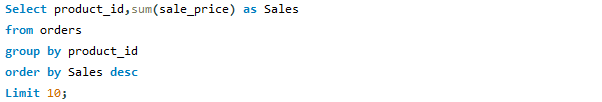 Select product_id,sum(sale_price) as Sales
from orders
group by product_id
order by Sales desc
Limit 10;